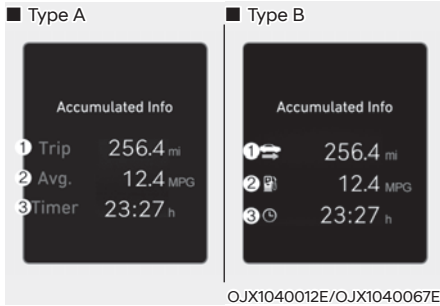 ■ Type A
Accumulated Info
1 Trip 256.4 mi
2 Avg. 12.4 MPG
3 Timer 23:27 h
■ Type B
Accumulated Info
1 256.4 mi
2 12.4 MPG
3 23:27 h
OJX1040012E/OJX1040067E